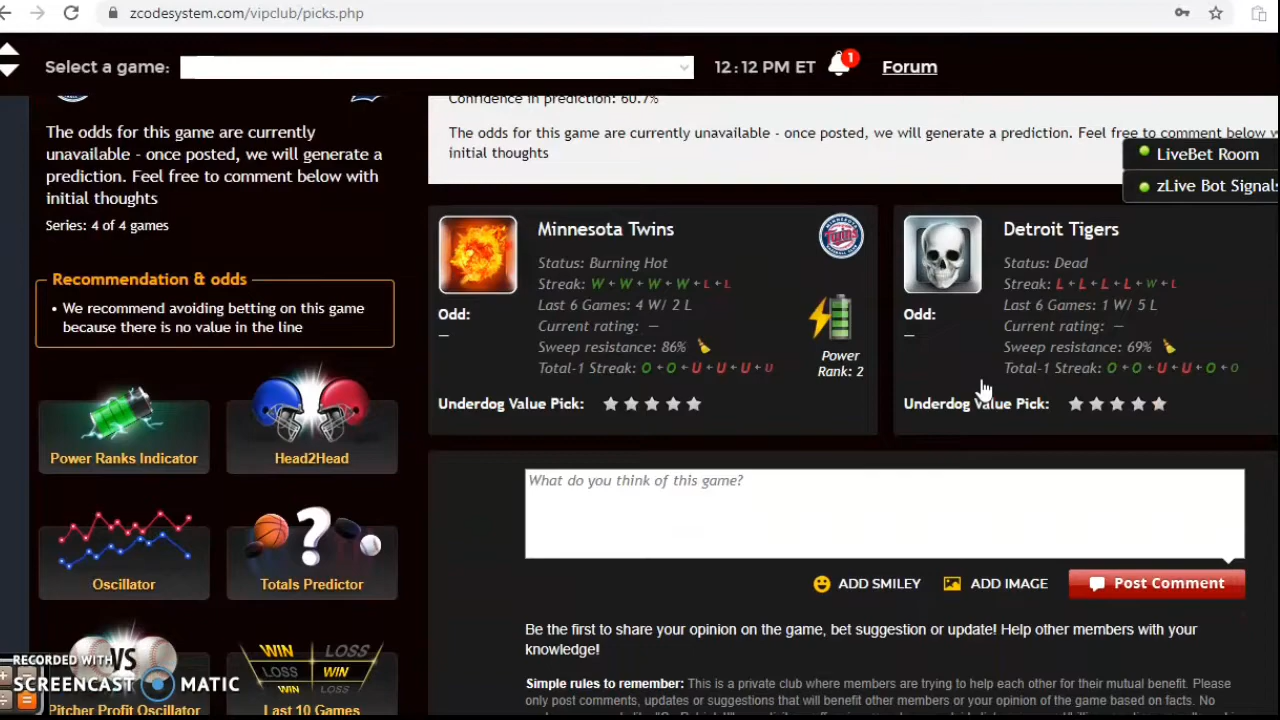 zcodesystem.com/vipclub/picks.php
Select a game:
12:12 PM ET
1
Forum
The odds for this game are currently
unavailable - once posted, we will generate a
prediction. Feel free to comment below with
initial thoughts
Series: 4 of 4 games
Recommendation & odds
• We recommend avoiding betting on this game
because there is no value in the line
Power Ranks Indicator
Head2Head
Oscillator
?
Totals Predictor
VS
Pitcher Profit Oscillator
WIN LOSS
LOSS WIN
WIN LOSS
Last 10 Games
RECORDED WITH
SCREENCAST MATIC
Confidence in prediction: 60.7%
The odds for this game are currently unavailable - once posted, we will generate a prediction. Feel free to comment below w
initial thoughts
LiveBet Room
zLive Bot Signals
Minnesota Twins
Status: Burning Hot
Streak: W + W + W + W + L + L
Last 6 Games: 4 W/ 2 L
Odd:
—
Current rating: —
Sweep resistance: 86%
Total-1 Streak: O + O + U + U + U + U
Underdog Value Pick:
TWINS
Power
Rank: 2
Detroit Tigers
Status: Dead
Streak: L + L + L + L + W + L
Last 6 Games: 1 W/ 5 L
Odd:
—
Current rating: —
Sweep resistance: 69%
Total-1 Streak: O + O + U + U + O + O
Underdog Value Pick:
What do you think of this game?
ADD SMILEY
ADD IMAGE
Post Comment
Be the first to share your opinion on the game, bet suggestion or update! Help other members with your
knowledge!
Simple rules to remember: This is a private club where members are trying to help each other for their mutual benefit. Please
only post comments, updates or suggestions that will benefit other members or your opinion of the game based on facts. No